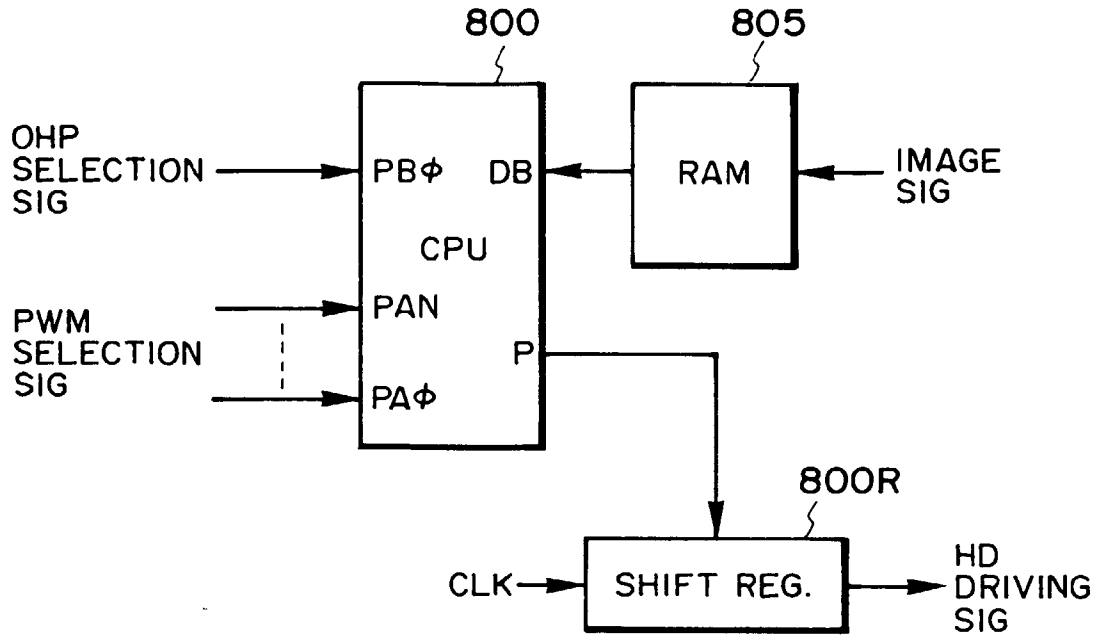 800
805
OHP
SELECTION
SIG
PBϕ
DB
RAM
IMAGE
SIG
CPU
PWM
SELECTION
SIG
PAN
P
PAϕ
800R
CLK
SHIFT REG.
HD
DRIVING
SIG